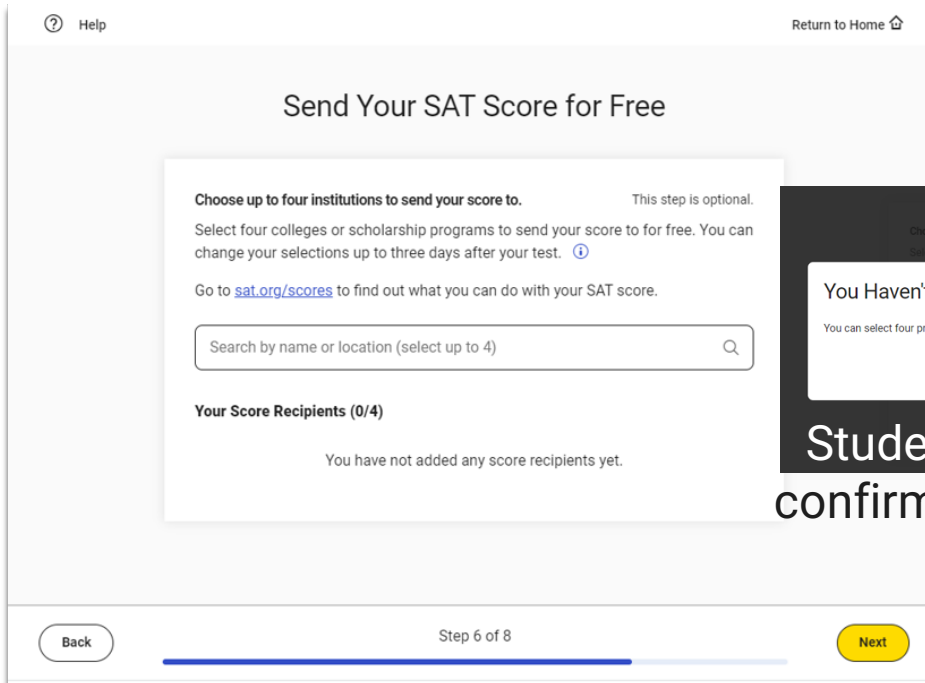 Help
Return to Home
Send Your SAT Score for Free
Choose up to four institutions to send your score to.
This step is optional.
Select four colleges or scholarship programs to send your score to for free. You can
change your selections up to three days after your test.
Go to sat.org/scores to find out what you can do with your SAT score.
Search by name or location (select up to 4)
Your Score Recipients (0/4)
You have not added any score recipients yet.
You Haven'
You can select four pr
Stude
confirm
Back
Step 6 of 8
Next